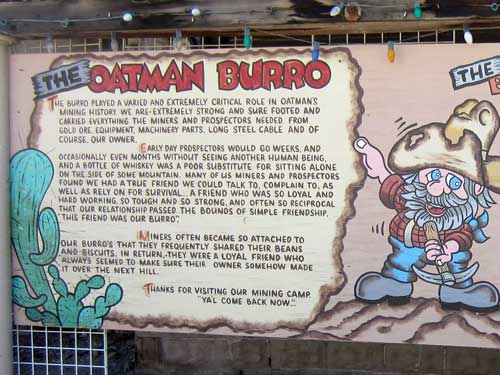 THE OATMAN BURRO
THE BURRO PLAYED A VARIED AND EXTREMELY CRITICAL ROLE IN OATMAN'S
MINING HISTORY. WE ARE EXTREMELY STRONG AND SURE FOOTED AND
CARRIED EVERYTHING THE MINERS AND PROSPECTORS NEEDED. FROM
GOLD ORE, EQUIPMENT, MACHINERY PARTS, LONG STEEL CABLE AND OF
COURSE, OUR OWNER.
EARLY DAY PROSPECTORS WOULD GO WEEKS, AND
OCCASIONALLY EVEN MONTHS WITHOUT SEEING ANOTHER HUMAN BEING,
AND A BOTTLE OF WHISKEY WAS A POOR SUBSTITUTE FOR SITTING ALONE
ON THE SIDE OF SOME MOUNTAIN. MANY OF US MINERS AND PROSPECTORS
FOUND WE HAD A TRUE FRIEND WE COULD TALK TO, COMPLAIN TO, AS
WELL AS RELY ON FOR SURVIVAL... A FRIEND WHO WAS SO LOYAL AND
HARD WORKING, SO TOUGH AND SO STRONG, AND OFTEN SO RECIPROCAL
THAT OUR RELATIONSHIP PASSED THE BOUNDS OF SIMPLE FRIENDSHIP.
"THIS FRIEND WAS OUR BURRO".
MINERS OFTEN BECAME SO ATTACHED TO
OUR BURRO'S THAT THEY FREQUENTLY SHARED THEIR BEANS
AND BISCUITS. IN RETURN, THEY WERE A LOYAL FRIEND WHO
ALWAYS SEEMED TO MAKE SURE THEIR OWNER SOMEHOW MADE
IT OVER THE NEXT HILL.
THANKS FOR VISITING OUR MINING CAMP.
"YA'L COME BACK NOW".
THE